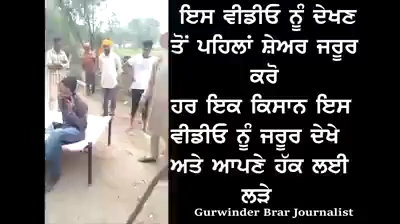 ਇਸ ਵੀਡੀਓ ਨੂੰ ਦੇਖਣ
ਤੋਂ ਪਹਿਲਾਂ ਸ਼ੇਅਰ ਜਰੂਰ
ਕਰੋ
ਹਰ ਇਕ ਕਿਸਾਨ ਇਸ
ਵੀਡੀਓ ਨੂੰ ਜਰੂਰ ਦੇਖੇ
ਅਤੇ ਆਪਣੇ ਹੱਕ ਲਈ
ਲੜੇ
Gurwinder Brar Journalist